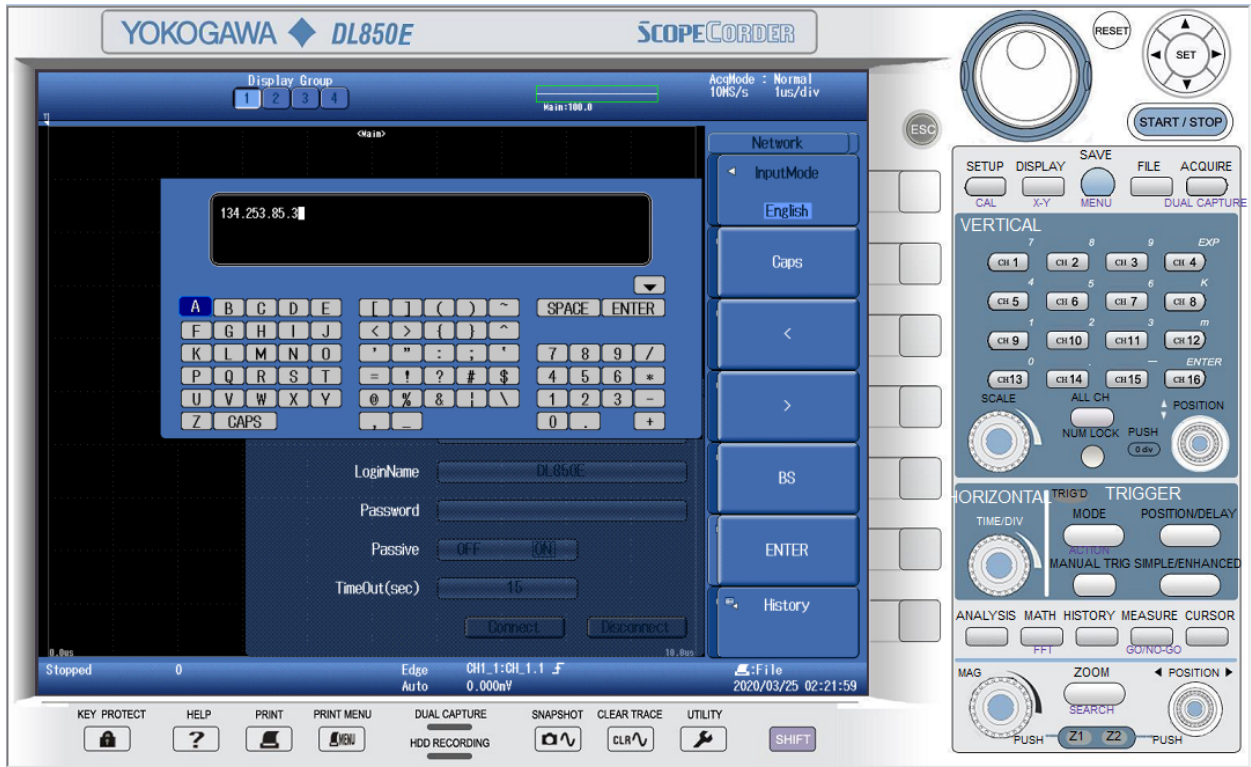 YOKOGAWA DL850E
SCOPECORDER
Display Group
1 2 3 4
Main:100.0
AcqMode : Normal
10MS/s 1us/div
<Main>
134.253.85.3
A B C D E [ ] ( ) ~ SPACE ENTER
F G H I J < > { } ^
K L M N O ' " : ; ` 7 8 9 /
P Q R S T = ! ? # $ 4 5 6 *
U V W X Y @ % & ¦ \ 1 2 3 -
Z CAPS , _ 0 . +
LoginName DL850E
Password
Passive OFF ON
TimeOut(sec) 15
Connect Disconnect
0.0us 10.0us
Network
InputMode
English
Caps
<
>
BS
ENTER
History
Stopped 0 Edge CH1_1:CH_1.1
Auto 0.000mV
:File
2020/03/25 02:21:59
KEY PROTECT
HELP
?
PRINT
PRINT MENU
MENU
DUAL CAPTURE
HDD RECORDING
SNAPSHOT
CLEAR TRACE
CLR
UTILITY
SHIFT
ESC
RESET
SET
START / STOP
SETUP DISPLAY SAVE FILE ACQUIRE
CAL X-Y MENU DUAL CAPTURE
VERTICAL
7 8 9 EXP
CH 1 CH 2 CH 3 CH 4
4 5 6 K
CH 5 CH 6 CH 7 CH 8
1 2 3 m
CH 9 CH10 CH11 CH12
0 . — ENTER
CH13 CH14 CH15 CH16
SCALE
ALL CH
POSITION
NUM LOCK
PUSH
0 div
HORIZONTAL
TIME/DIV
TRIG'D TRIGGER
MODE POSITION/DELAY
ACTION
MANUAL TRIG SIMPLE/ENHANCED
ANALYSIS MATH HISTORY MEASURE CURSOR
FFT GO/NO-GO
MAG
ZOOM
POSITION
SEARCH
PUSH Z1 Z2 PUSH